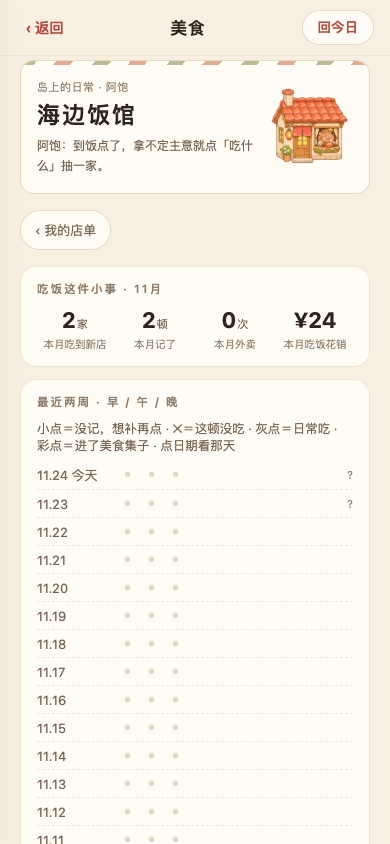 ‹ 返回
美食
回今日
岛上的日常 · 阿饱
海边饭馆
阿饱：到饭点了，拿不定主意就点「吃什
么」抽一家。
‹ 我的店单
吃饭这件小事 · 11月
2家
2顿
0次
¥24
本月吃到新店
本月记了
本月外卖
本月吃饭花销
最近两周 · 早 / 午 / 晚
小点＝没记，想补再点 · ✕＝这顿没吃 · 灰点＝日常吃 ·
彩点＝进了美食集子 · 点日期看那天
11.24 今天 ?
11.23 ?
11.22
11.21
11.20
11.19
11.18
11.17
11.16
11.15
11.14
11.13
11.12
11.11